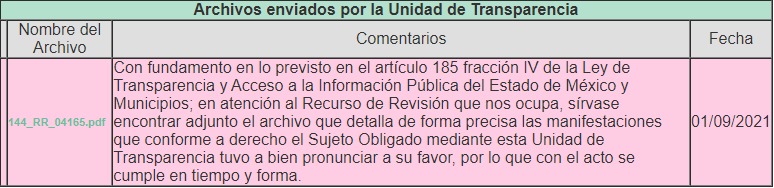 Archivos enviados por la Unidad de Transparencia
Nombre del
Archivo
Comentarios
Fecha
144_RR_04165.pdf
Con fundamento en lo previsto en el artículo 185 fracción IV de la Ley de
Transparencia y Acceso a la Información Pública del Estado de México y
Municipios; en atención al Recurso de Revisión que nos ocupa, sírvase
encontrar adjunto el archivo que detalla de forma precisa las manifestaciones
que conforme a derecho el Sujeto Obligado mediante esta Unidad de
Transparencia tuvo a bien pronunciar a su favor, por lo que con el acto se
cumple en tiempo y forma.
01/09/2021